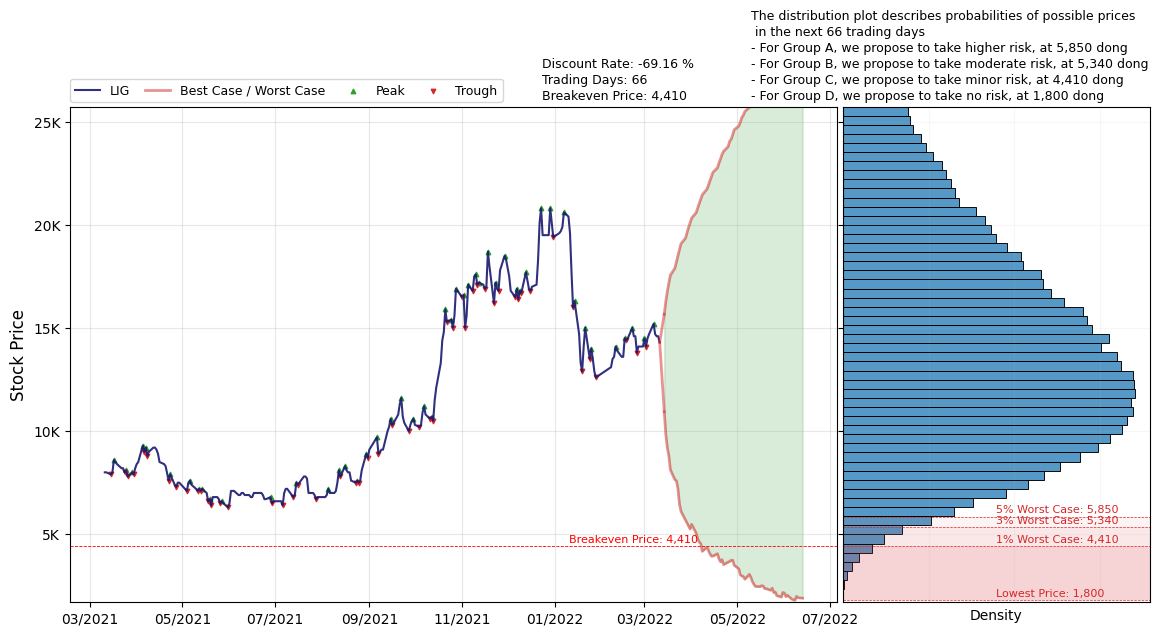 The distribution plot describes probabilities of possible prices
in the next 66 trading days
- For Group A, we propose to take higher risk, at 5,850 dong
- For Group B, we propose to take moderate risk, at 5,340 dong
- For Group C, we propose to take minor risk, at 4,410 dong
- For Group D, we propose to take no risk, at 1,800 dong
Discount Rate: -69.16 %
Trading Days: 66
Breakeven Price: 4,410
LIG
Best Case / Worst Case
Peak
Trough
Stock Price
25K
20K
15K
10K
5K
Breakeven Price: 4,410
5% Worst Case: 5,850
3% Worst Case: 5,340
1% Worst Case: 4,410
Lowest Price: 1,800
03/2021
05/2021
07/2021
09/2021
11/2021
01/2022
03/2022
05/2022
07/2022
Density